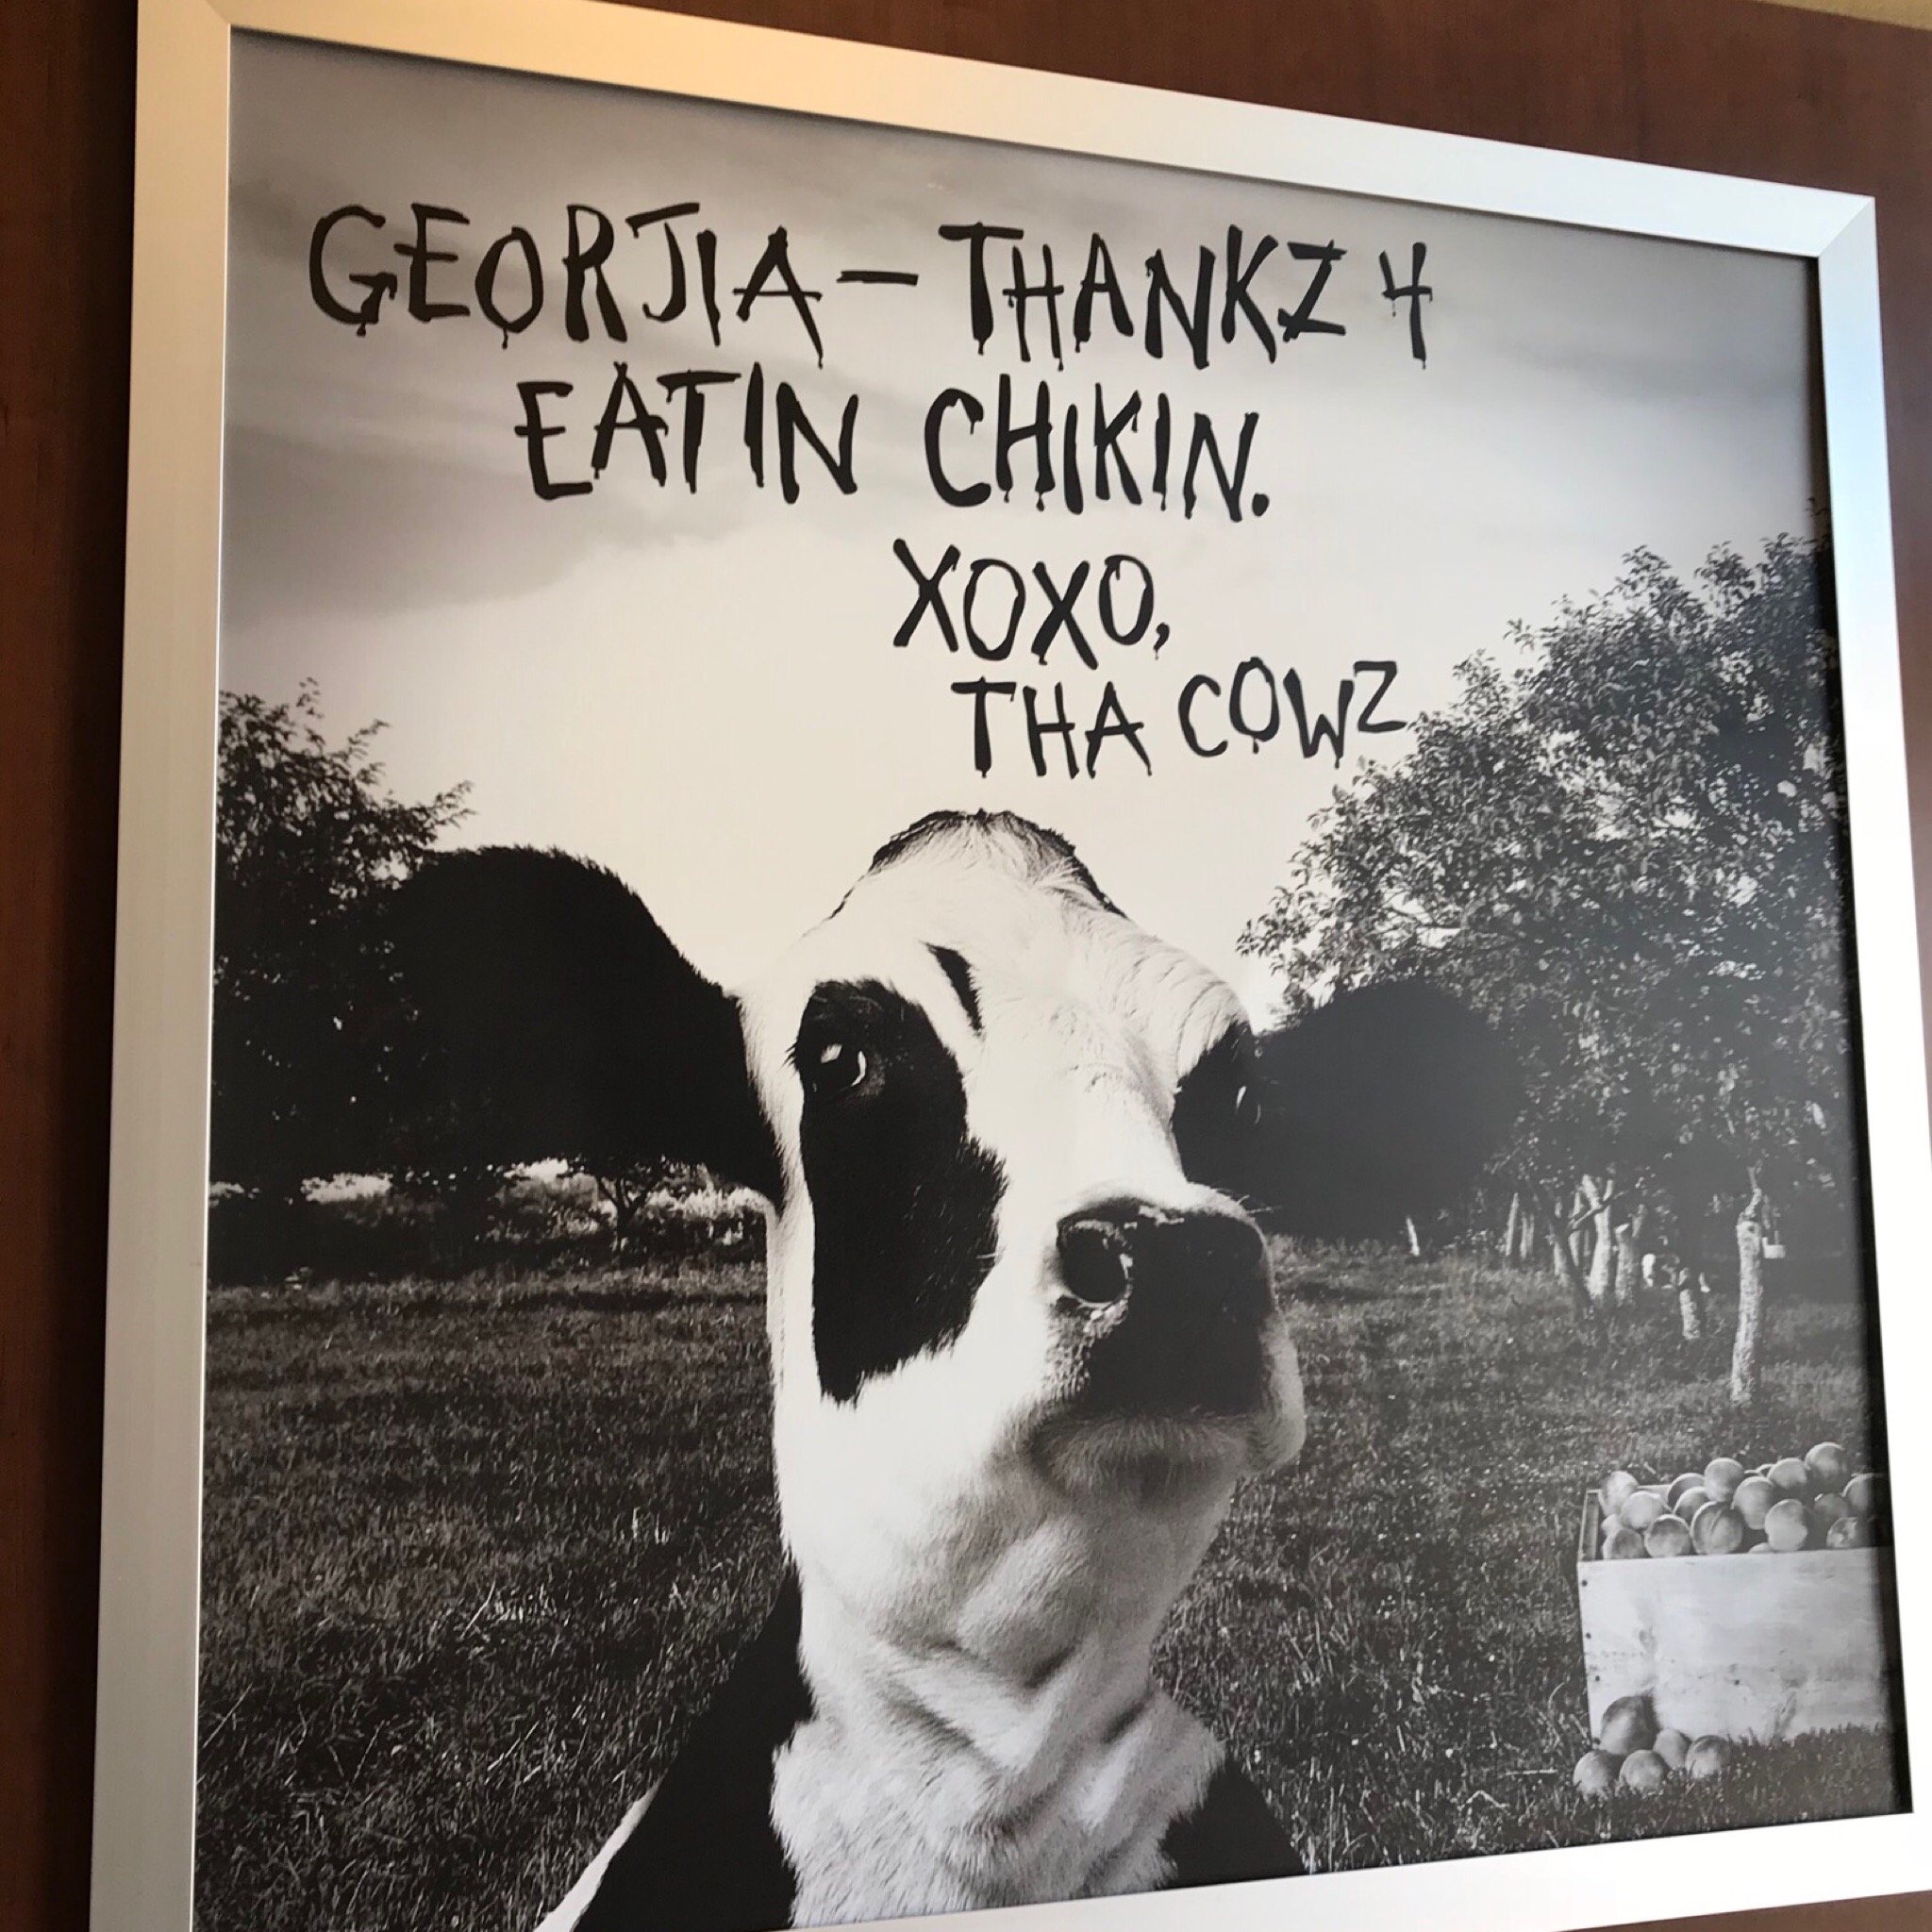 GEORJIA – THANKZ 4
EATIN CHIKIN.
XOXO,
THA COWZ